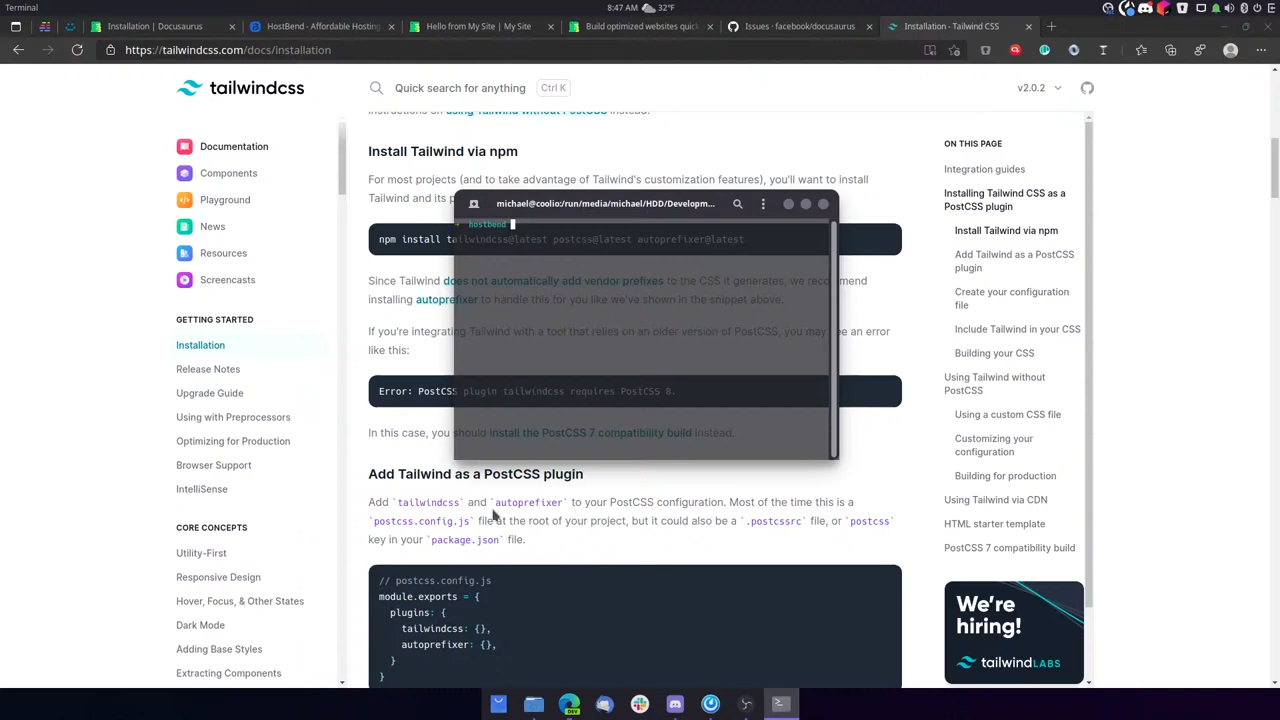 Terminal
8:47 AM
32°F
Installation | Docusaurus
HostBend - Affordable Hosting
Hello from My Site | My Site
Build optimized websites quick
Issues · facebook/docusaurus
Installation - Tailwind CSS
https://tailwindcss.com/docs/installation
tailwindcss
Quick search for anything
Ctrl K
v2.0.2
Documentation
Components
Playground
News
Resources
Screencasts
GETTING STARTED
Installation
Release Notes
Upgrade Guide
Using with Preprocessors
Optimizing for Production
Browser Support
IntelliSense
CORE CONCEPTS
Utility-First
Responsive Design
Hover, Focus, & Other States
Dark Mode
Adding Base Styles
Extracting Components
instructions on using Tailwind without PostCSS instead.
Install Tailwind via npm
For most projects (and to take advantage of Tailwind's customization features), you'll want to install
Tailwind and its p
michael@coolio:/run/media/michael/HDD/Developm...
→ hostbend
npm install tailwindcss@latest postcss@latest autoprefixer@latest
Since Tailwind does not automatically add vendor prefixes to the CSS it generates, we recommend
installing autoprefixer to handle this for you like we've shown in the snippet above.
If you're integrating Tailwind with a tool that relies on an older version of PostCSS, you may see an error
like this:
Error: PostCSS plugin tailwindcss requires PostCSS 8.
In this case, you should install the PostCSS 7 compatibility build instead.
Add Tailwind as a PostCSS plugin
Add `tailwindcss` and `autoprefixer` to your PostCSS configuration. Most of the time this is a
`postcss.config.js` file at the root of your project, but it could also be a `.postcssrc` file, or `postcss`
key in your `package.json` file.
// postcss.config.js
module.exports = {
plugins: {
tailwindcss: {},
autoprefixer: {},
}
}
ON THIS PAGE
Integration guides
Installing Tailwind CSS as a
PostCSS plugin
Install Tailwind via npm
Add Tailwind as a PostCSS
plugin
Create your configuration
file
Include Tailwind in your CSS
Building your CSS
Using Tailwind without
PostCSS
Using a custom CSS file
Customizing your
configuration
Building for production
Using Tailwind via CDN
HTML starter template
PostCSS 7 compatibility build
We're
hiring!
tailwind LABS
DEV